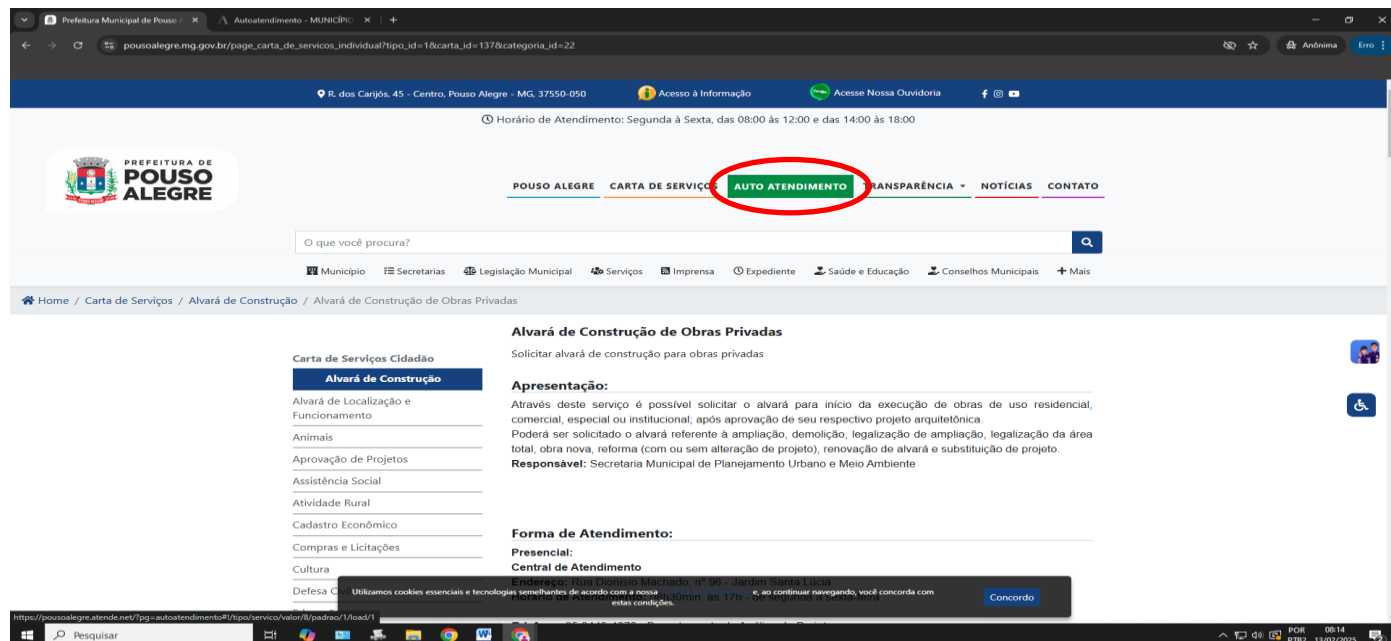 Prefeitura Municipal de Pouso
Autoatendimento - MUNICÍPIO
pousoalegre.mg.gov.br/page_carta_de_servicos_individual?tipo_id=1&carta_id=137&categoria_id=22
Anônima
Erro
R. dos Carijós, 45 - Centro, Pouso Alegre - MG, 37550-050
Acesso à Informação
Acesse Nossa Ouvidoria
Horário de Atendimento: Segunda à Sexta, das 08:00 às 12:00 e das 14:00 às 18:00
PREFEITURA DE
POUSO
ALEGRE
POUSO ALEGRE CARTA DE SERVIÇOS AUTO ATENDIMENTO TRANSPARÊNCIA NOTÍCIAS CONTATO
O que você procura?
Município Secretarias Legislação Municipal Serviços Imprensa Expediente Saúde e Educação Conselhos Municipais + Mais
Home / Carta de Serviços / Alvará de Construção / Alvará de Construção de Obras Privadas
Carta de Serviços Cidadão
Alvará de Construção
Alvará de Localização e
Funcionamento
Animais
Aprovação de Projetos
Assistência Social
Atividade Rural
Cadastro Econômico
Compras e Licitações
Cultura
Defesa
Alvará de Construção de Obras Privadas
Solicitar alvará de construção para obras privadas
Apresentação:
Através deste serviço é possível solicitar o alvará para início da execução de obras de uso residencial,
comercial, especial ou institucional; após aprovação de seu respectivo projeto arquitetônica.
Poderá ser solicitado o alvará referente à ampliação, demolição, legalização de ampliação, legalização da área
total, obra nova, reforma (com ou sem alteração de projeto), renovação de alvará e substituição de projeto.
Responsável: Secretaria Municipal de Planejamento Urbano e Meio Ambiente
Forma de Atendimento:
Presencial:
Central de Atendimento
Endereço: Rua Dionísio Machado, nº 96 - Jardim Santa Lúcia
Utilizamos cookies essenciais e tecnologias semelhantes de acordo com a nossa e, ao continuar navegando, você concorda com
estas condições.
Concordo
https://pousoalegre.atende.net/?pg=autoatendimento#!/tipo/servico/valor/8/padrao/1/load/1
Pesquisar
POR
PTB2
08:14
13/02/2025